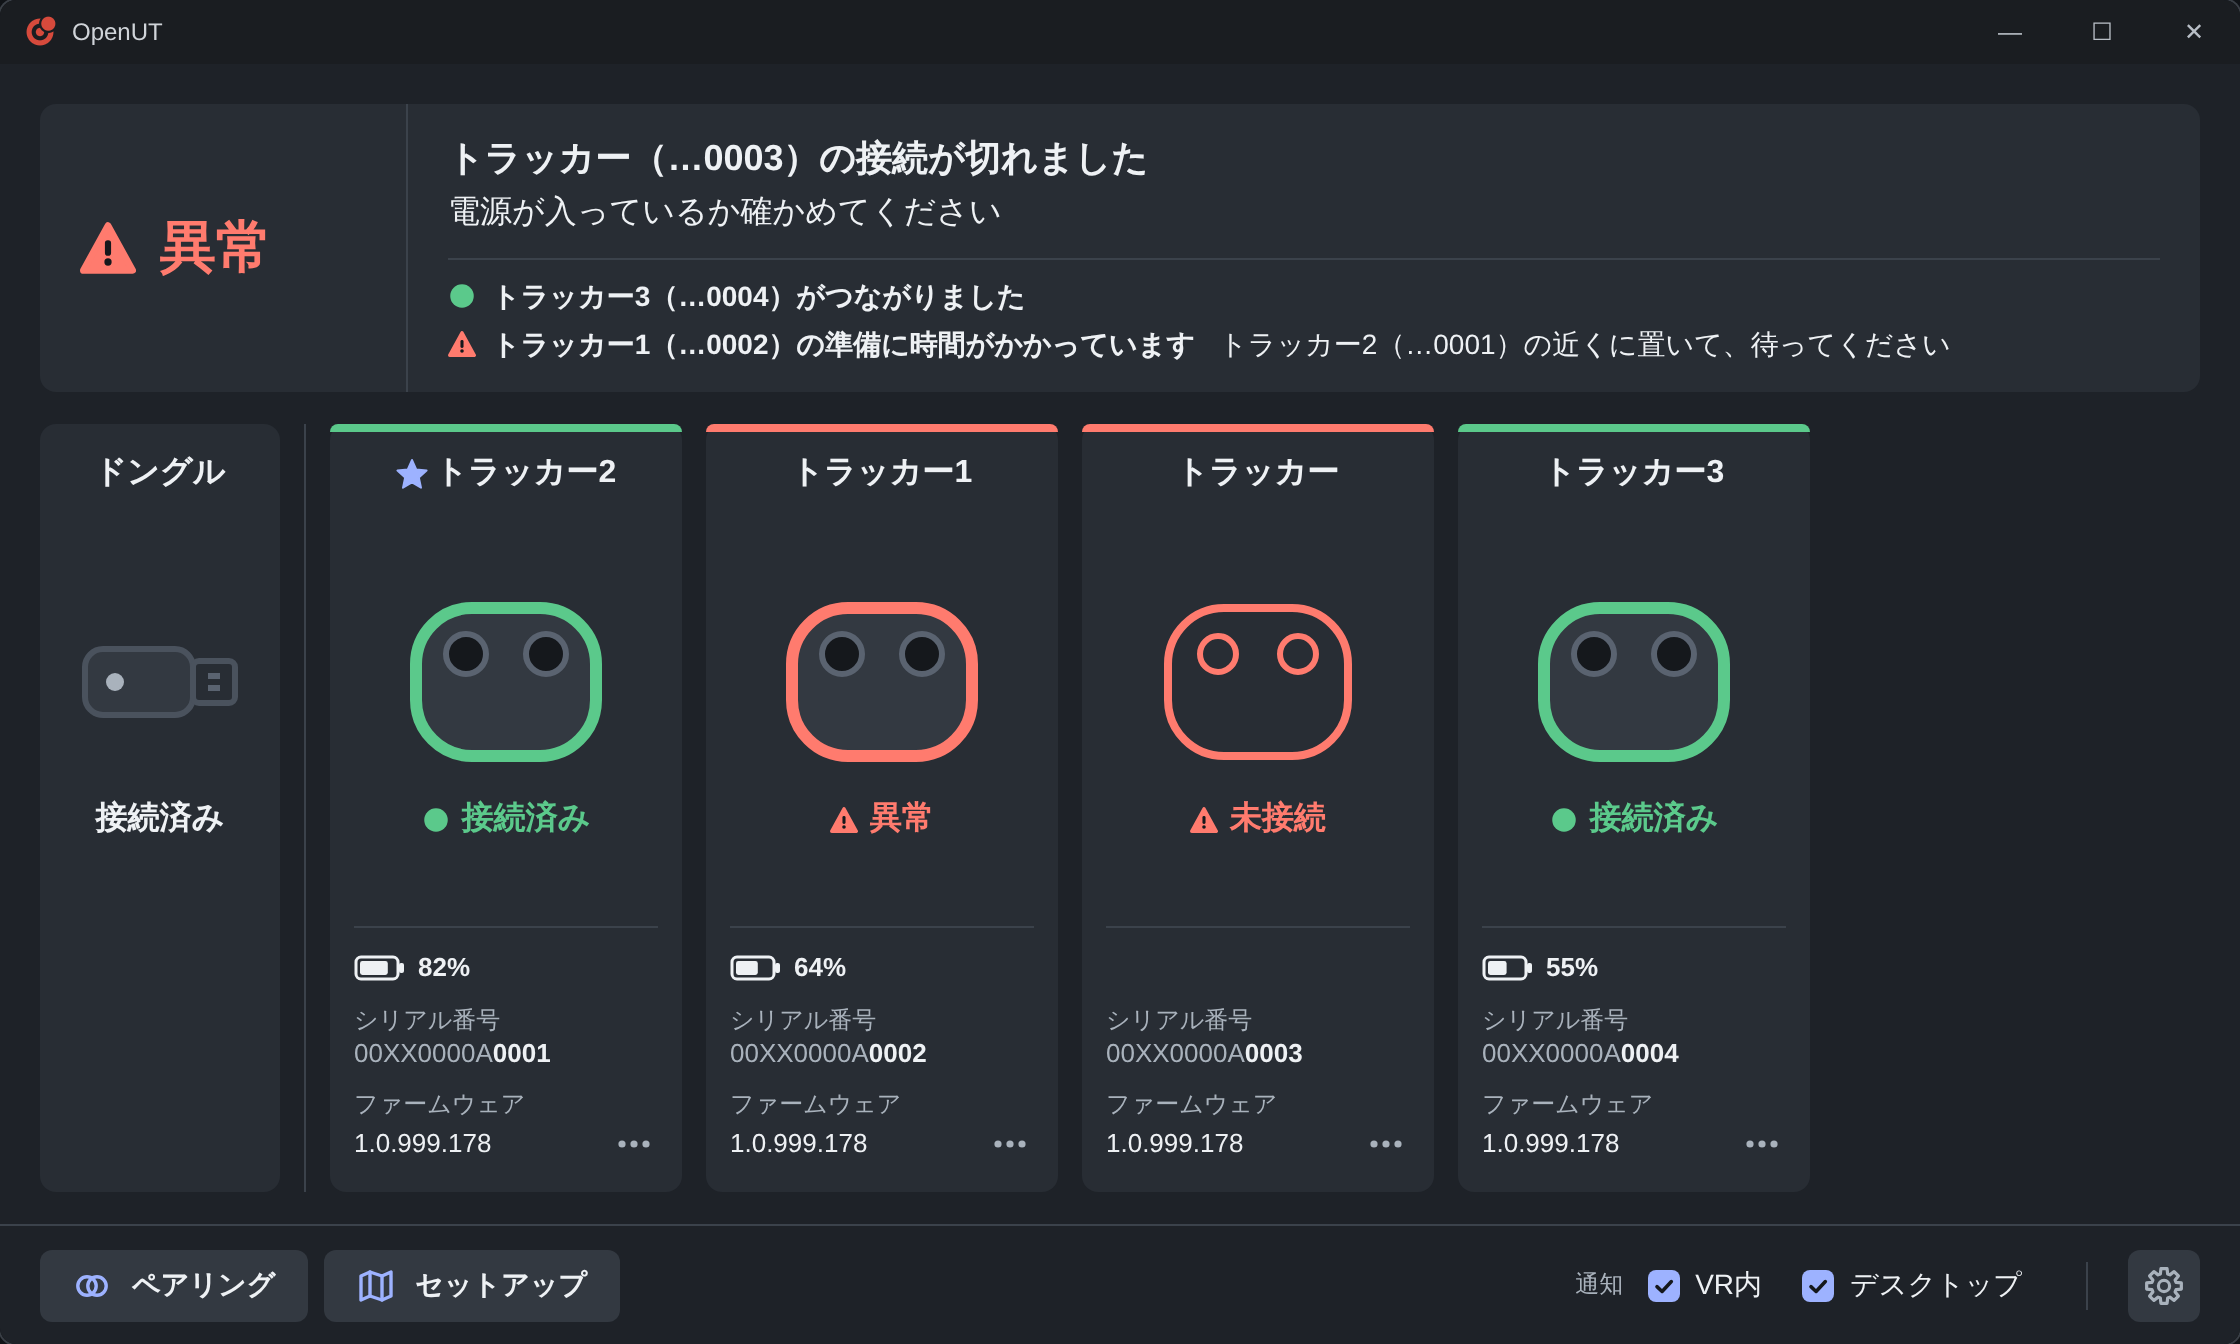 OpenUT
異常
トラッカー（…0003）の接続が切れました
電源が入っているか確かめてください
トラッカー3（…0004）がつながりました
トラッカー1（…0002）の準備に時間がかかっています　トラッカー2（…0001）の近くに置いて、待ってください
ドングル
接続済み
トラッカー2
接続済み
82%
シリアル番号
00XX0000A0001
ファームウェア
1.0.999.178
トラッカー1
異常
64%
シリアル番号
00XX0000A0002
ファームウェア
1.0.999.178
トラッカー
未接続
シリアル番号
00XX0000A0003
ファームウェア
1.0.999.178
トラッカー3
接続済み
55%
シリアル番号
00XX0000A0004
ファームウェア
1.0.999.178
ペアリング
セットアップ
通知
VR内
デスクトップ